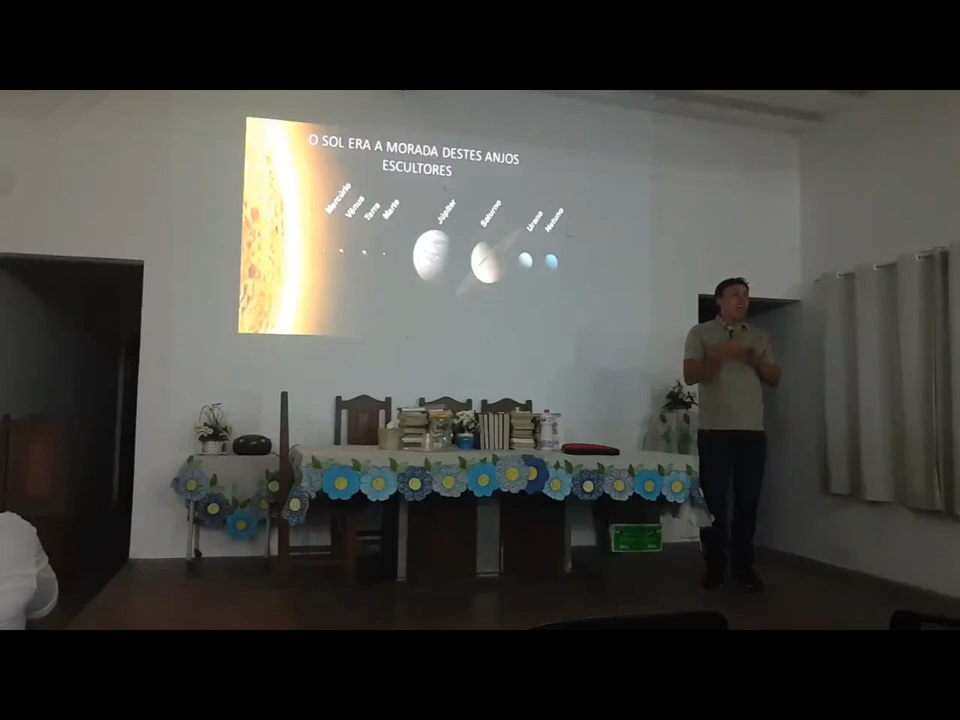 O SOL ERA A MORADA DESTES ANJOS
ESCULTORES
Mercúrio
Vênus
Terra
Marte
Júpiter
Saturno
Urano
Netuno